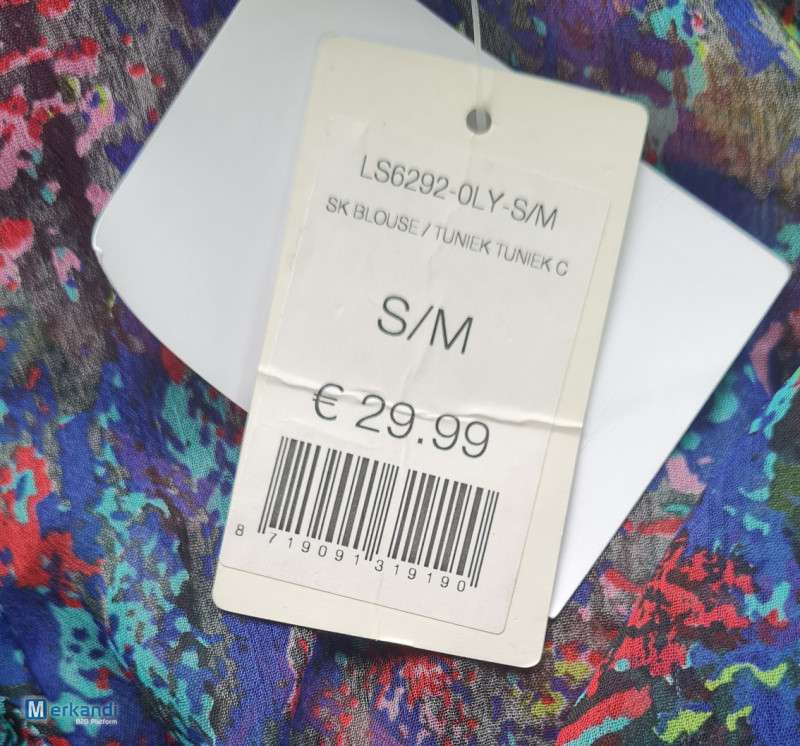 LS6292-0LY-S/M
SK BLOUSE / TUNIEK TUNIEK C
S/M
€ 29.99
8 719091 319190
Merkandi
B2B Platform